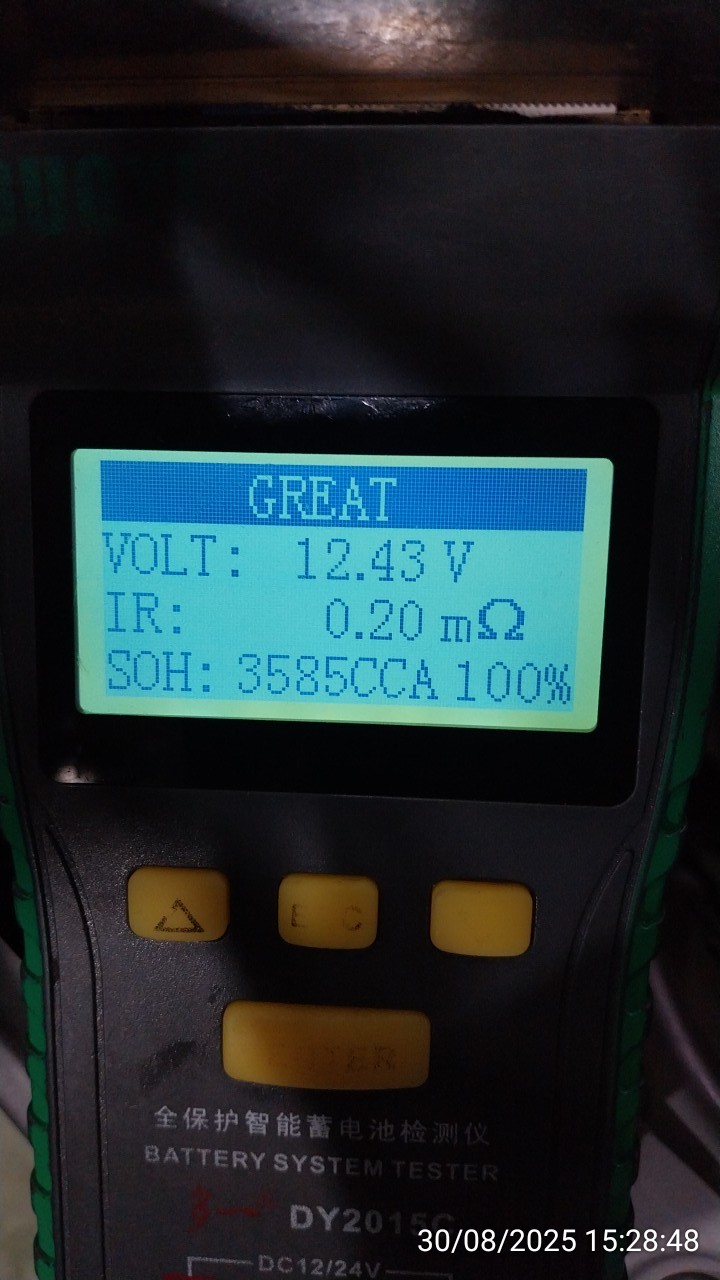 GREAT
VOLT: 12.43 V
IR: 0.20 mΩ
SOH: 3585CCA 100%
全保护智能蓄电池检测仪
BATTERY SYSTEM TESTER
DY2015C
DC12/24V
30/08/2025 15:28:48